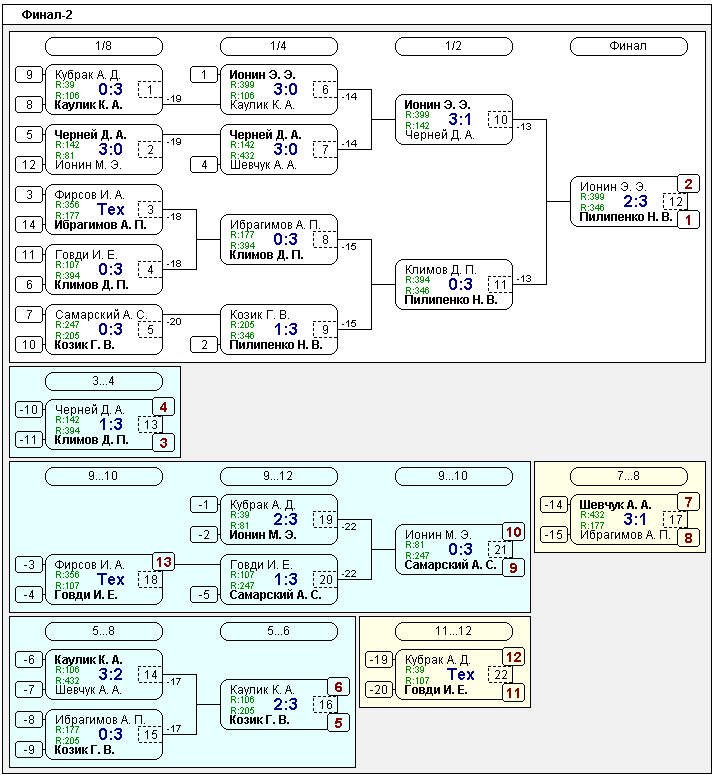 Финал-2
1/8
1/4
1/2
Финал
9 Кубрак А. Д.
R:39 R:106 0:3 1
8 Каулик К. А. -19
1 Ионин Э. Э.
R:399 R:106 3:0 6
Каулик К. А. -14
5 Черней Д. А. -19
R:142 R:81 3:0 2
12 Ионин М. Э.
Черней Д. А.
R:142 R:432 3:0 7
4 Шевчук А. А. -14
Ионин Э. Э.
R:399 R:142 3:1 10
Черней Д. А. -13
3 Фирсов И. А.
R:356 R:177 Тех 3
14 Ибрагимов А. П. -18
11 Говди И. Е. -18
R:107 R:394 0:3 4
6 Климов Д. П.
Ибрагимов А. П.
R:177 R:394 0:3 8
Климов Д. П. -15
Ионин Э. Э. 2
R:399 R:346 2:3 12
Пилипенко Н. В. 1
Климов Д. П. -13
R:394 R:346 0:3 11
Пилипенко Н. В.
7 Самарский А. С. -20
R:247 R:205 0:3 5
10 Козик Г. В.
Козик Г. В. -15
R:205 R:346 1:3 9
2 Пилипенко Н. В.
3...4
-10 Черней Д. А. 4
R:142 R:394 1:3 13
-11 Климов Д. П. 3
9...10
9...12
9...10
-1 Кубрак А. Д.
R:39 R:81 2:3 19
-2 Ионин М. Э. -22
-3 Фирсов И. А. 13
R:356 R:107 Тех 18
-4 Говди И. Е.
Говди И. Е. -22
R:107 R:247 1:3 20
-5 Самарский А. С.
Ионин М. Э. 10
R:81 R:247 0:3 21
Самарский А. С. 9
7...8
-14 Шевчук А. А. 7
R:432 R:177 3:1 17
-15 Ибрагимов А. П. 8
5...8
5...6
-6 Каулик К. А.
R:106 R:432 3:2 14
-7 Шевчук А. А. -17
-8 Ибрагимов А. П. -17
R:177 R:205 0:3 15
-9 Козик Г. В.
Каулик К. А. 6
R:106 R:205 2:3 16
Козик Г. В. 5
11...12
-19 Кубрак А. Д. 12
R:39 R:107 Тех 22
-20 Говди И. Е. 11